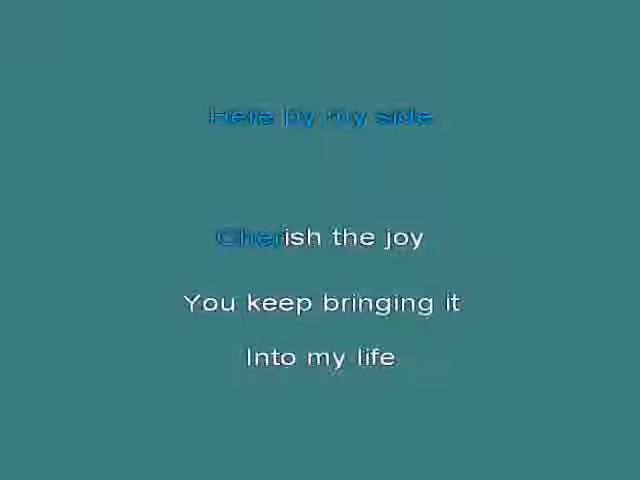 Here by my side
Cherish the joy
You keep bringing it
Into my life